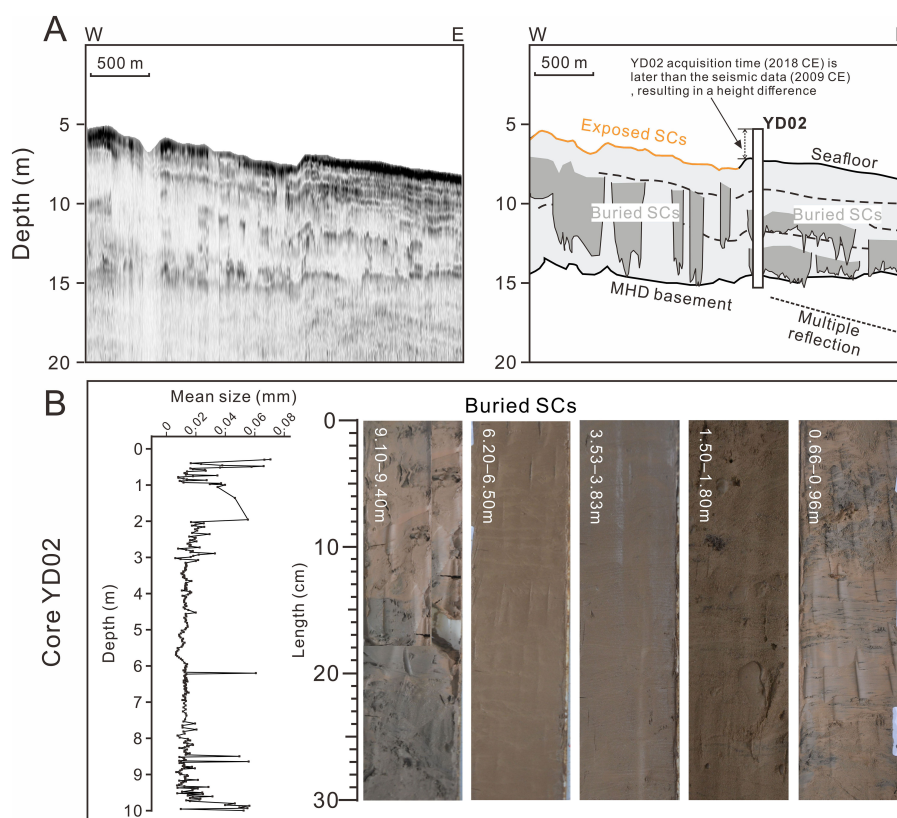 A
W
E
500 m
5
10
15
20
Depth (m)
W
500 m
YD02 acquisition time (2018 CE) is
later than the seismic data (2009 CE)
, resulting in a height difference
YD02
Exposed SCs
Seafloor
Buried SCs
Buried SCs
MHD basement
Multiple
reflection
5
10
15
20
B
Core YD02
Mean size (mm)
0 0.02 0.04 0.06 0.08
Depth (m)
0
1
2
3
4
5
6
7
8
9
10
Buried SCs
Length (cm)
0
10
20
30
9.10–9.40m
6.20–6.50m
3.53–3.83m
1.50–1.80m
0.66–0.96m